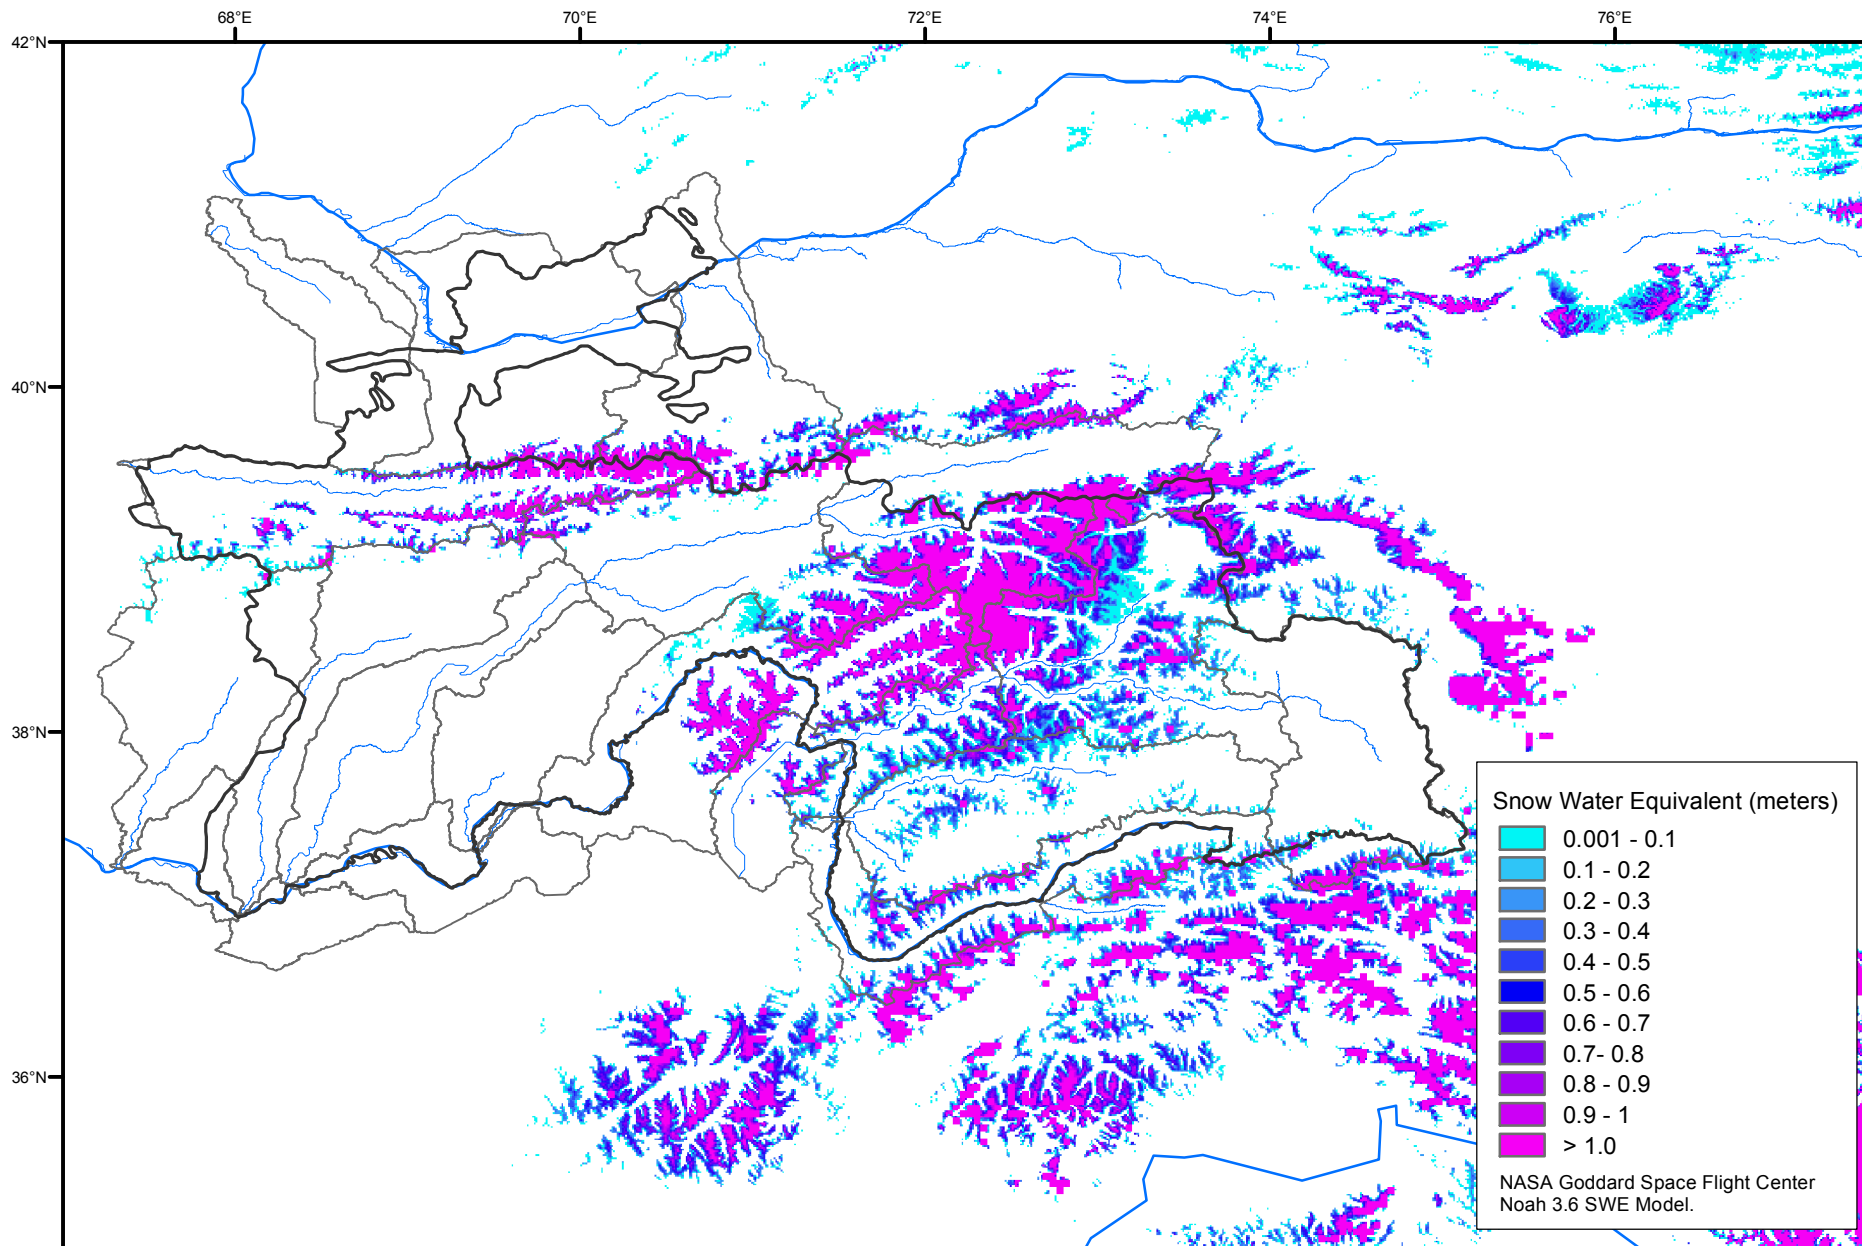 68°E 70°E 72°E 74°E 76°E
42°N
40°N
38°N
36°N
Snow Water Equivalent (meters)
0.001 - 0.1
0.1 - 0.2
0.2 - 0.3
0.3 - 0.4
0.4 - 0.5
0.5 - 0.6
0.6 - 0.7
0.7- 0.8
0.8 - 0.9
0.9 - 1
> 1.0
NASA Goddard Space Flight Center
Noah 3.6 SWE Model.